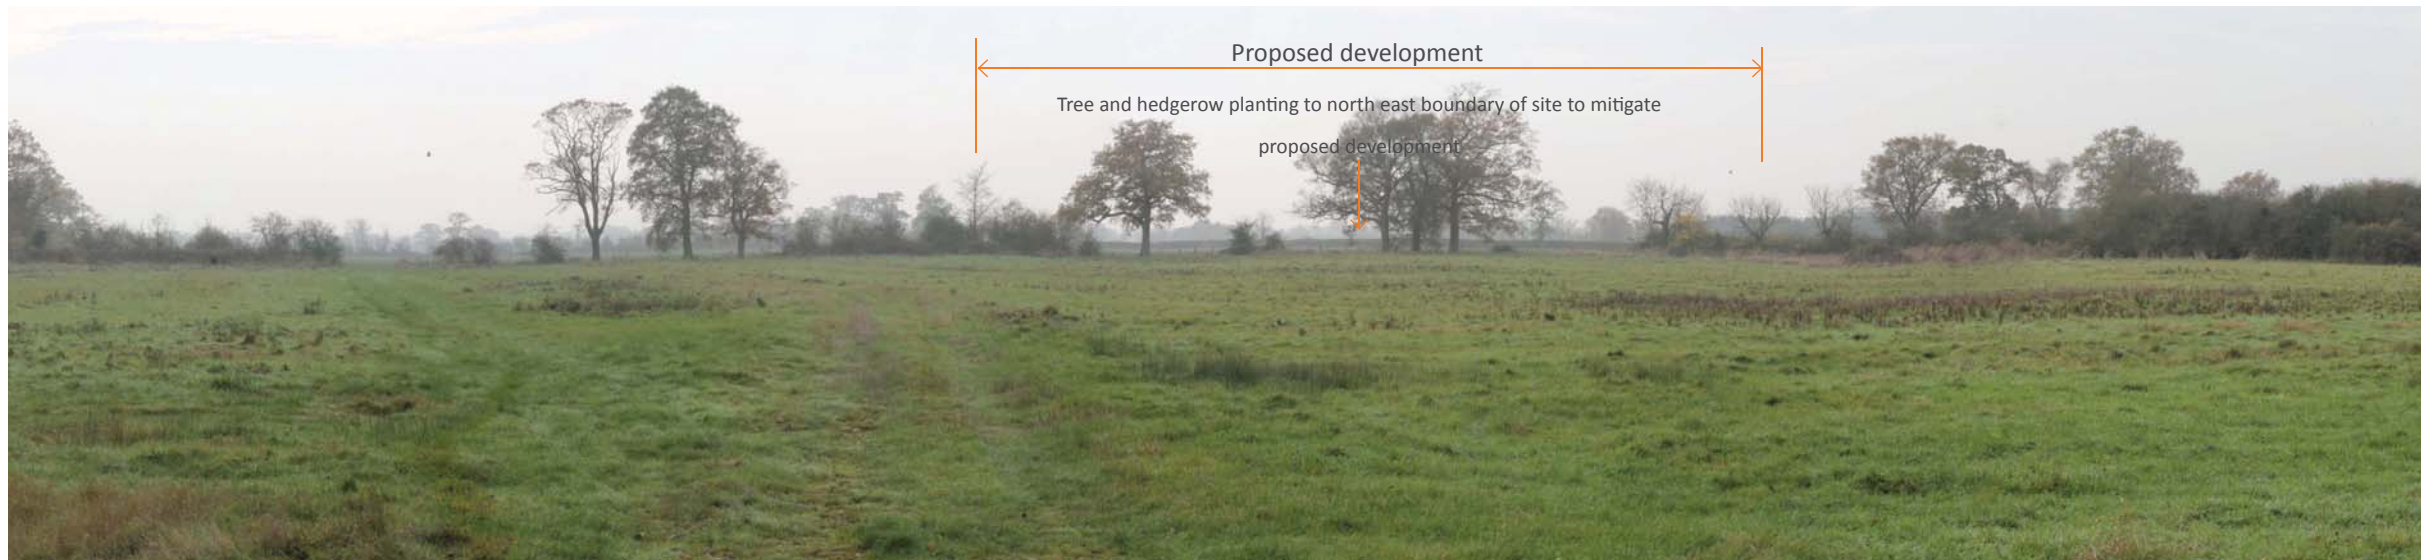 Proposed development
Tree and hedgerow planting to north east boundary of site to mitigate
proposed development